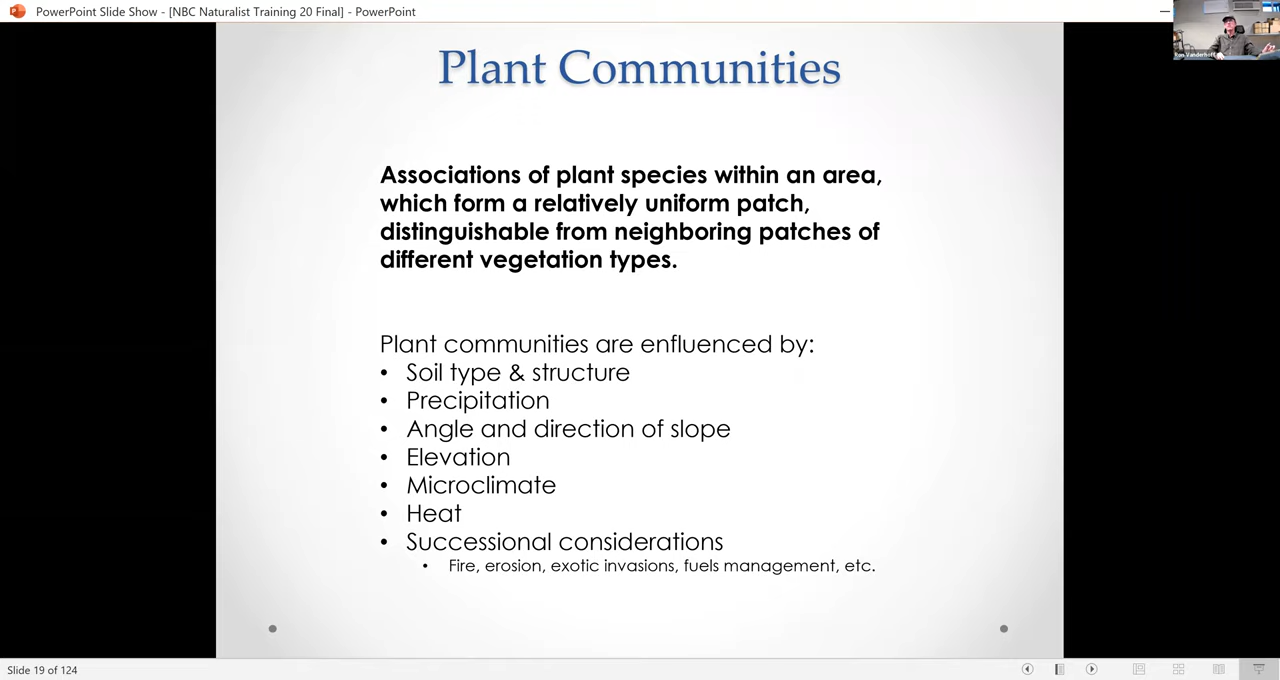 PowerPoint Slide Show - [NBC Naturalist Training 20 Final] - PowerPoint
Ron Vanderhoff
Plant Communities
Associations of plant species within an area,
which form a relatively uniform patch,
distinguishable from neighboring patches of
different vegetation types.
Plant communities are enfluenced by:
• Soil type & structure
• Precipitation
• Angle and direction of slope
• Elevation
• Microclimate
• Heat
• Successional considerations
• Fire, erosion, exotic invasions, fuels management, etc.
Slide 19 of 124